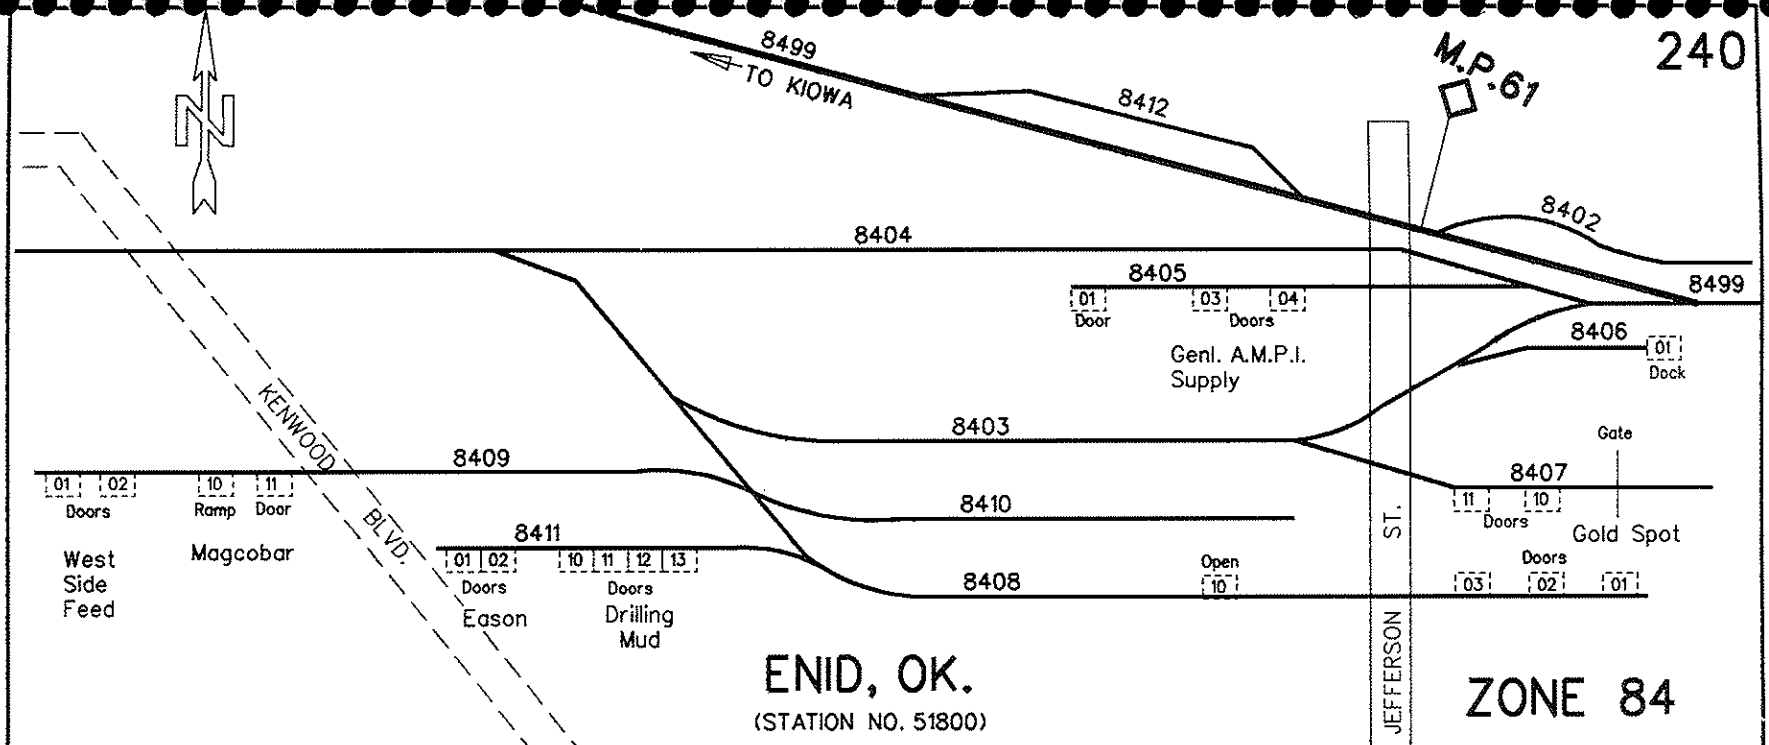 8499
TO KIOWA
8412
M.P. 61
240
N
8402
8404
8405
8499
01
03
04
Door
Doors
Genl. A.M.P.I.
Supply
8406
01
Dock
KENWOOD
BLVD.
8403
Gate
8409
8407
01
02
10
11
Doors
Ramp
Door
11
10
Doors
8410
Gold Spot
West
Side
Feed
Magcobar
8411
01
02
10
11
12
13
Doors
Doors
Eason
Drilling
Mud
8408
Open
10
Doors
03
02
01
JEFFERSON ST.
ENID, OK.
(STATION NO. 51800)
ZONE 84